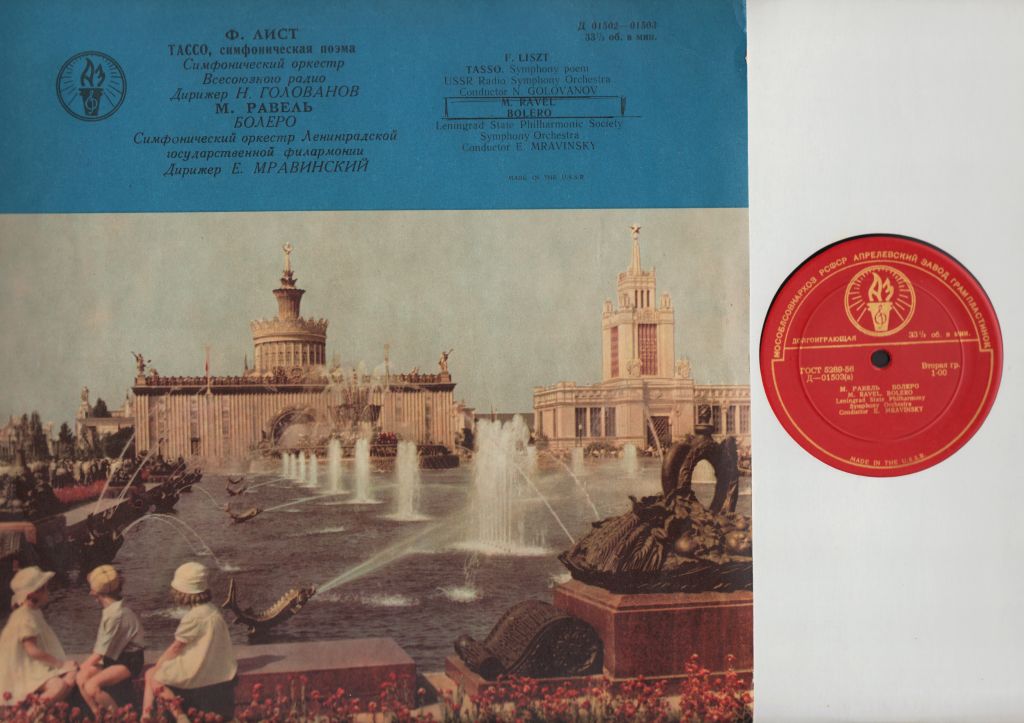 Ф. ЛИСТ
ТАССО, симфоническая поэма
Симфонический оркестр
Всесоюзного радио
Дирижер Н. ГОЛОВАНОВ
М. РАВЕЛЬ
БОЛЕРО
Симфонический оркестр Ленинградской
государственной филармонии
Дирижер Е. МРАВИНСКИЙ
Д 01502—01503
33⅓ об. в мин.
F. LISZT
TASSO. Symphony poem
USSR Radio Symphony Orchestra
Conductor N. GOLOVANOV
M. RAVEL
BOLERO
Leningrad State Philharmonic Society
Symphony Orchestra
Conductor E. MRAVINSKY
MADE IN THE U.S.S.R.
МОСОБЛСОВНАРХОЗ РСФСР АПРЕЛЕВСКИЙ ЗАВОД ГРАМПЛАСТИНОК
ДОЛГОИГРАЮЩАЯ
33⅓ об. в мин.
ГОСТ 5289-56
Д—01503(а)
Вторая гр.
1-00
М. РАВЕЛЬ БОЛЕРО
M. RAVEL BOLERO
Leningrad State Philharmony
Symphony Orchestra
Conductor E. MRAVINSKY
MADE IN THE U.S.S.R.